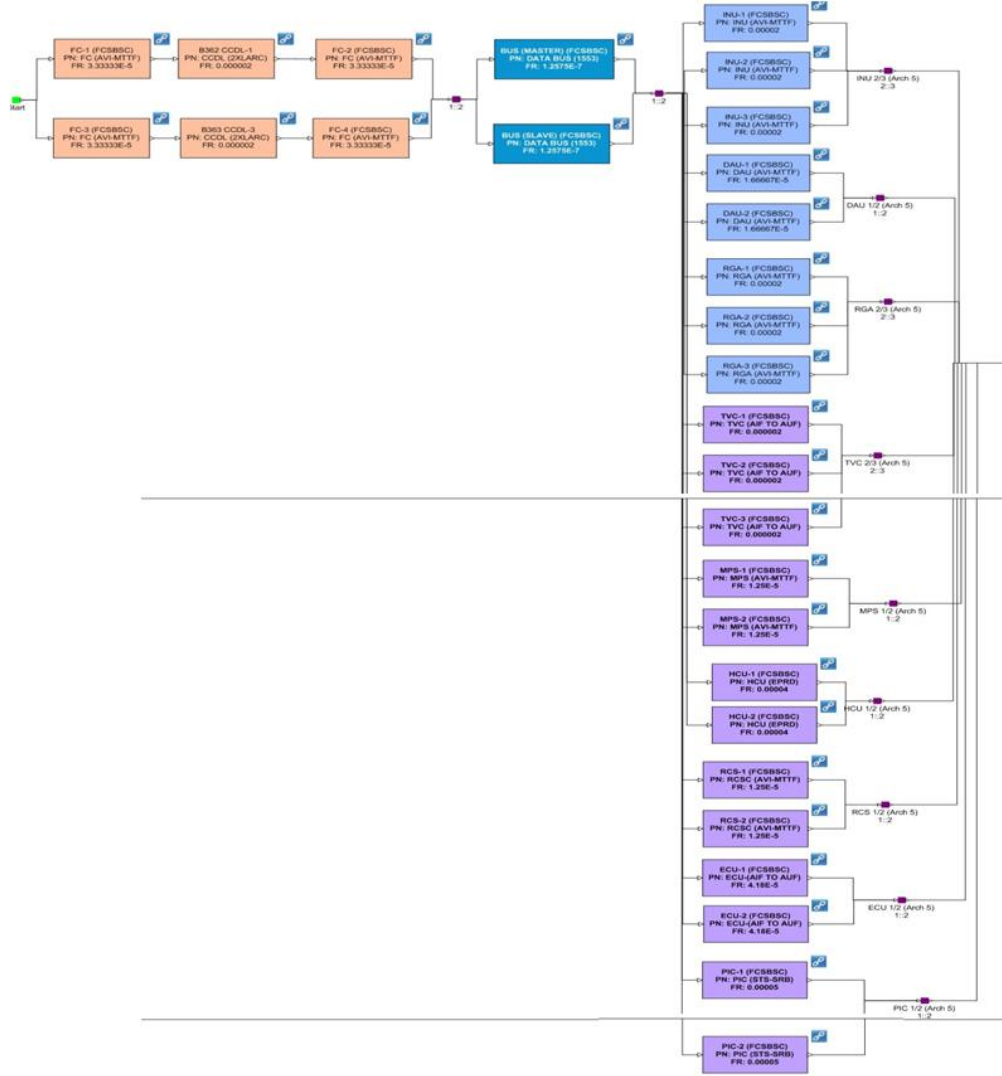 FC-1 (FCSBSC)
PN: FC (AVI-MTTF)
FR: 3.33333E-5
B362 CCDL-1
PN: CCDL (2XLARC)
FR: 0.000002
FC-2 (FCSBSC)
PN: FC (AVI-MTTF)
FR: 3.33333E-5
Start
FC-3 (FCSBSC)
PN: FC (AVI-MTTF)
FR: 3.33333E-5
B363 CCDL-3
PN: CCDL (2XLARC)
FR: 0.000002
FC-4 (FCSBSC)
PN: FC (AVI-MTTF)
FR: 3.33333E-5
1::2
BUS (MASTER) (FCSBSC)
PN: DATA BUS (1553)
FR: 1.2575E-7
BUS (SLAVE) (FCSBSC)
PN: DATA BUS (1553)
FR: 1.2575E-7
1::2
INU-1 (FCSBSC)
PN: INU (AVI-MTTF)
FR: 0.00002
INU-2 (FCSBSC)
PN: INU (AVI-MTTF)
FR: 0.00002
INU-3 (FCSBSC)
PN: INU (AVI-MTTF)
FR: 0.00002
INU 2/3 (Arch 5)
2::3
DAU-1 (FCSBSC)
PN: DAU (AVI-MTTF)
FR: 1.66667E-5
DAU-2 (FCSBSC)
PN: DAU (AVI-MTTF)
FR: 1.66667E-5
DAU 1/2 (Arch 5)
1::2
RGA-1 (FCSBSC)
PN: RGA (AVI-MTTF)
FR: 0.00002
RGA-2 (FCSBSC)
PN: RGA (AVI-MTTF)
FR: 0.00002
RGA-3 (FCSBSC)
PN: RGA (AVI-MTTF)
FR: 0.00002
RGA 2/3 (Arch 5)
2::3
TVC-1 (FCSBSC)
PN: TVC (AIF TO AUF)
FR: 0.000002
TVC-2 (FCSBSC)
PN: TVC (AIF TO AUF)
FR: 0.000002
TVC 2/3 (Arch 5)
2::3
TVC-3 (FCSBSC)
PN: TVC (AIF TO AUF)
FR: 0.000002
MPS-1 (FCSBSC)
PN: MPS (AVI-MTTF)
FR: 1.25E-5
MPS-2 (FCSBSC)
PN: MPS (AVI-MTTF)
FR: 1.25E-5
MPS 1/2 (Arch 5)
1::2
HCU-1 (FCSBSC)
PN: HCU (EPRD)
FR: 0.00004
HCU-2 (FCSBSC)
PN: HCU (EPRD)
FR: 0.00004
HCU 1/2 (Arch 5)
1::2
RCS-1 (FCSBSC)
PN: RCSC (AVI-MTTF)
FR: 1.25E-5
RCS-2 (FCSBSC)
PN: RCSC (AVI-MTTF)
FR: 1.25E-5
RCS 1/2 (Arch 5)
1::2
ECU-1 (FCSBSC)
PN: ECU-(AIF TO AUF)
FR: 4.18E-5
ECU-2 (FCSBSC)
PN: ECU-(AIF TO AUF)
FR: 4.18E-5
ECU 1/2 (Arch 5)
1::2
PIC-1 (FCSBSC)
PN: PIC (STS-SRB)
FR: 0.00005
PIC 1/2 (Arch 5)
1::2
PIC-2 (FCSBSC)
PN: PIC (STS-SRB)
FR: 0.00005